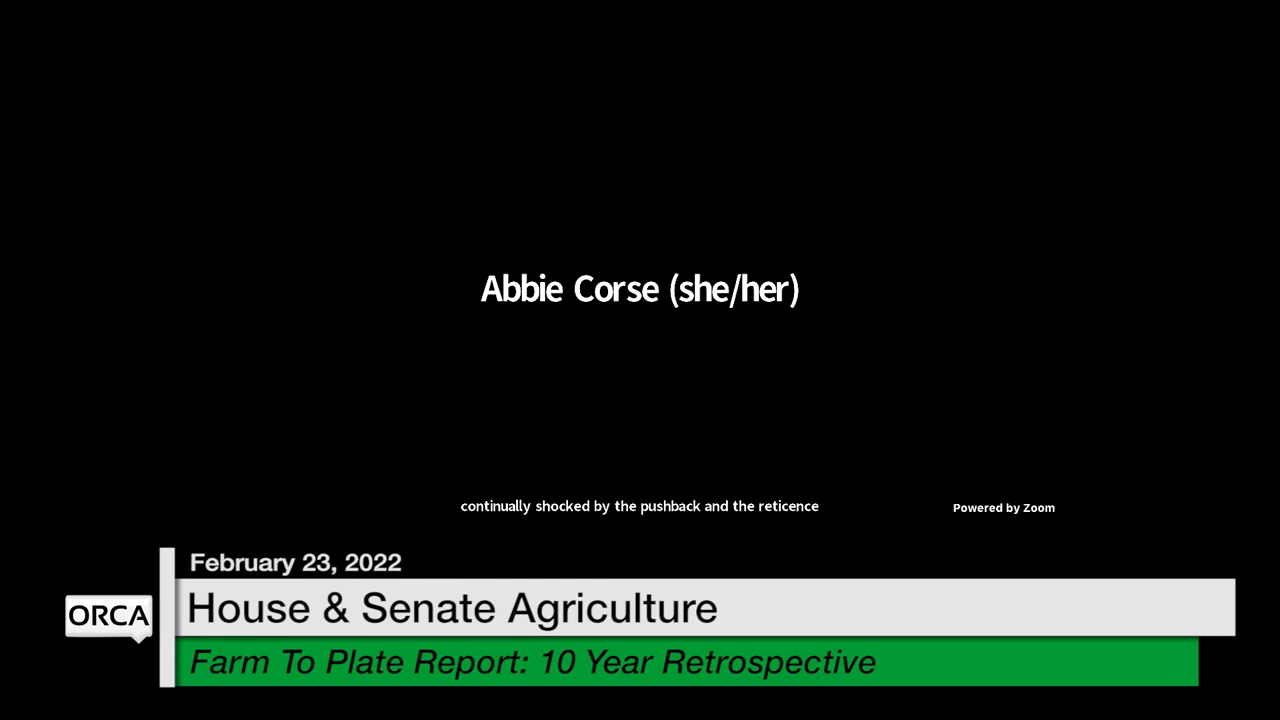 Abbie Corse (she/her)
continually shocked by the pushback and the reticence
Powered by Zoom
February 23, 2022
House & Senate Agriculture
ORCA
Farm To Plate Report: 10 Year Retrospective